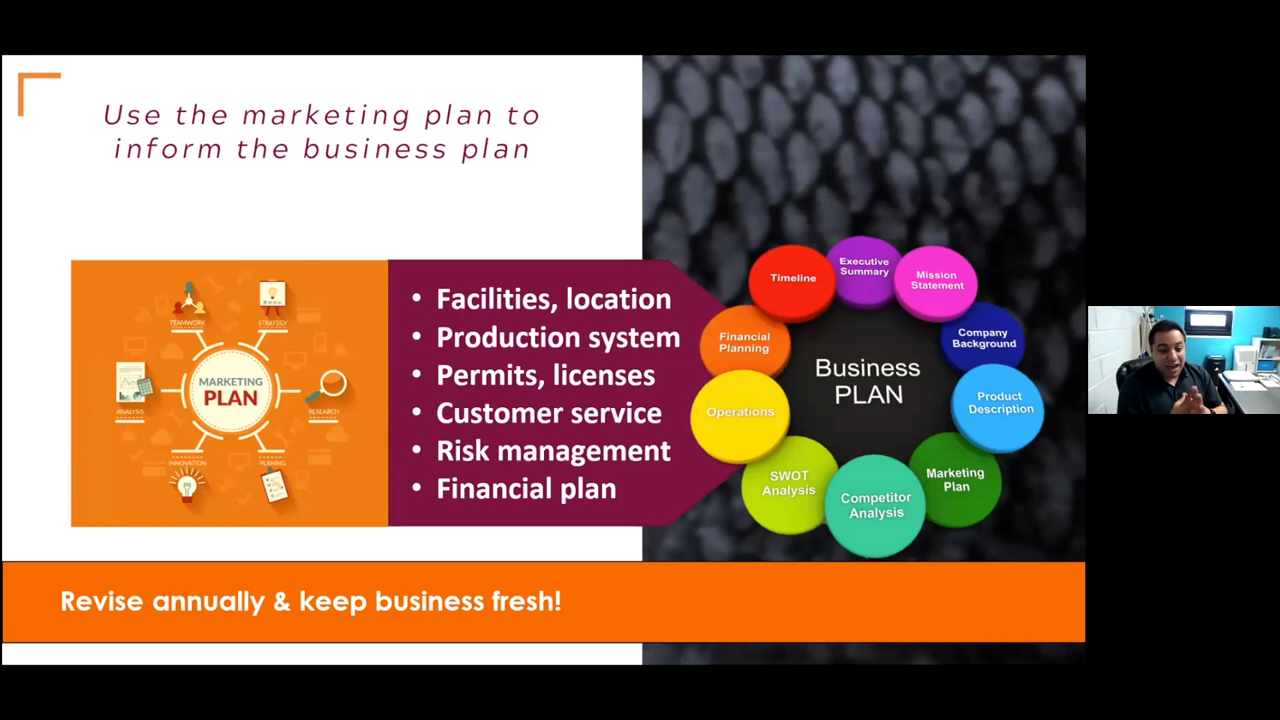 Use the marketing plan to
inform the business plan
TEAMWORK
STRATEGY
MARKETING
PLAN
ANALYSIS
RESEARCH
INNOVATION
PLANING
• Facilities, location
• Production system
• Permits, licenses
• Customer service
• Risk management
• Financial plan
Business
PLAN
Executive
Summary
Mission
Statement
Company
Background
Product
Description
Marketing
Plan
Competitor
Analysis
SWOT
Analysis
Operations
Financial
Planning
Timeline
Revise annually & keep business fresh!